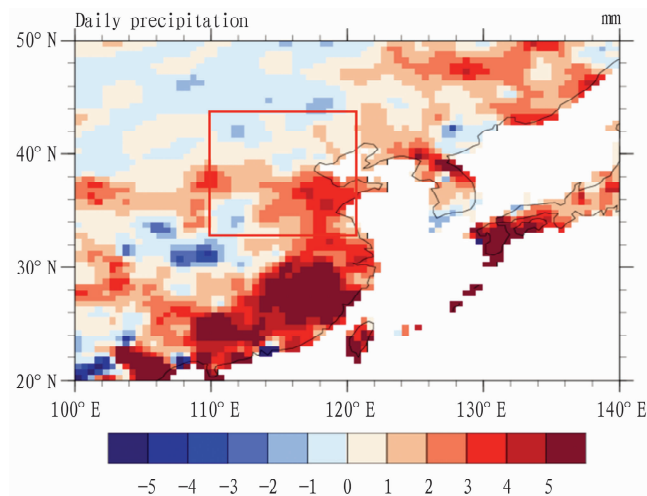 Daily precipitation mm
50° N
40° N
30° N
20° N
100° E 110° E 120° E 130° E 140° E
-5 -4 -3 -2 -1 0 1 2 3 4 5